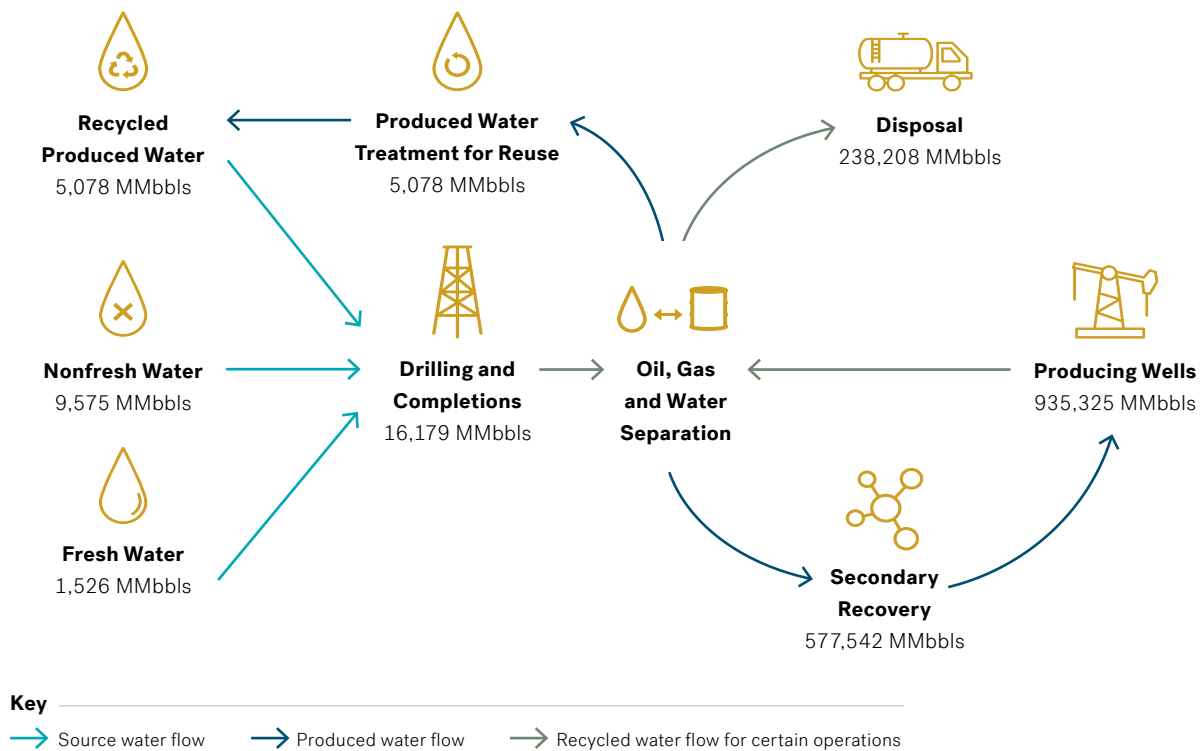 Recycled
Produced Water
5,078 MMbbls
Produced Water
Treatment for Reuse
5,078 MMbbls
Disposal
238,208 MMbbls
Nonfresh Water
9,575 MMbbls
Drilling and
Completions
16,179 MMbbls
Oil, Gas
and Water
Separation
Producing Wells
935,325 MMbbls
Fresh Water
1,526 MMbbls
Secondary
Recovery
577,542 MMbbls
Key
Source water flow
Produced water flow
Recycled water flow for certain operations